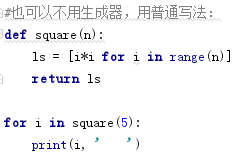 #也可以不用生成器，用普通写法：
def square(n):
    ls = [i*i for i in range(n)]
    return ls
for i in square(5):
    print(i, '   ')